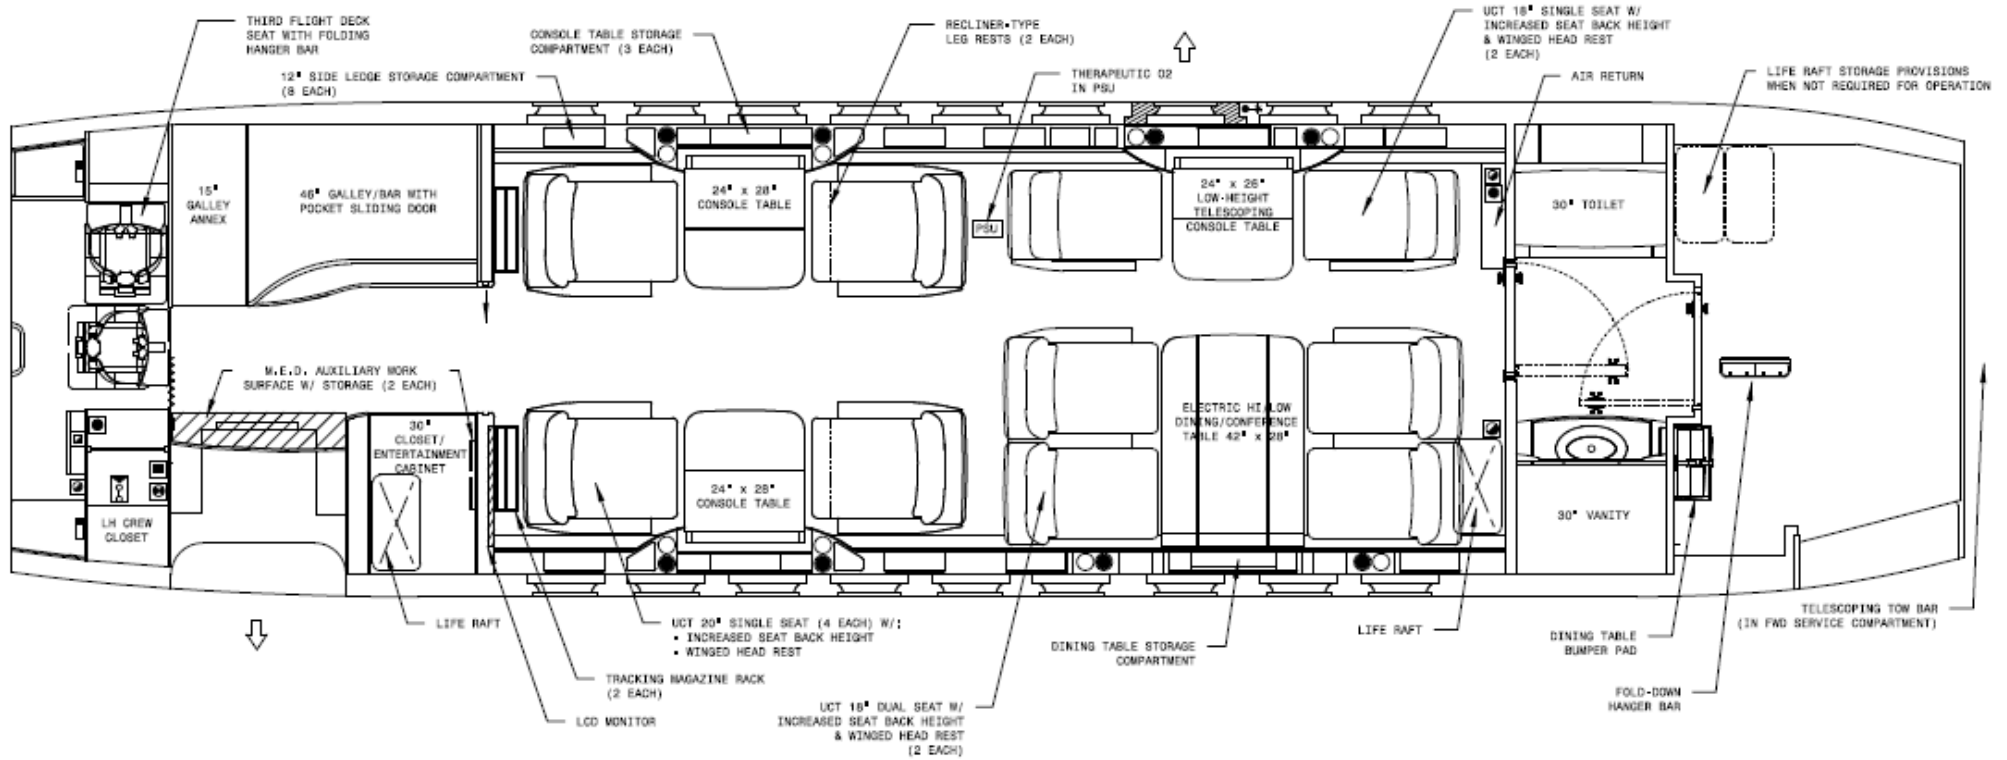 THIRD FLIGHT DECK
SEAT WITH FOLDING
HANGER BAR
12" SIDE LEDGE STORAGE COMPARTMENT
(8 EACH)
CONSOLE TABLE STORAGE
COMPARTMENT (3 EACH)
RECLINER-TYPE
LEG RESTS (2 EACH)
THERAPEUTIC O2
IN PSU
UCT 18" SINGLE SEAT W/
INCREASED SEAT BACK HEIGHT
& WINGED HEAD REST
(2 EACH)
AIR RETURN
LIFE RAFT STORAGE PROVISIONS
WHEN NOT REQUIRED FOR OPERATION
15"
GALLEY
ANNEX
46" GALLEY/BAR WITH
POCKET SLIDING DOOR
24" x 28"
CONSOLE TABLE
PSU
24" x 26"
LOW-HEIGHT
TELESCOPING
CONSOLE TABLE
30" TOILET
M.E.D. AUXILIARY WORK
SURFACE W/ STORAGE (2 EACH)
30"
CLOSET/
ENTERTAINMENT
CABINET
LH CREW
CLOSET
24" x 28"
CONSOLE TABLE
ELECTRIC HI/LOW
DINING/CONFERENCE
TABLE 42" x 28"
30" VANITY
LIFE RAFT
UCT 20" SINGLE SEAT (4 EACH) W/:
• INCREASED SEAT BACK HEIGHT
• WINGED HEAD REST
TRACKING MAGAZINE RACK
(2 EACH)
LCD MONITOR
UCT 18" DUAL SEAT W/
INCREASED SEAT BACK HEIGHT
& WINGED HEAD REST
(2 EACH)
DINING TABLE STORAGE
COMPARTMENT
LIFE RAFT
DINING TABLE
BUMPER PAD
FOLD-DOWN
HANGER BAR
TELESCOPING TOW BAR
(IN FWD SERVICE COMPARTMENT)